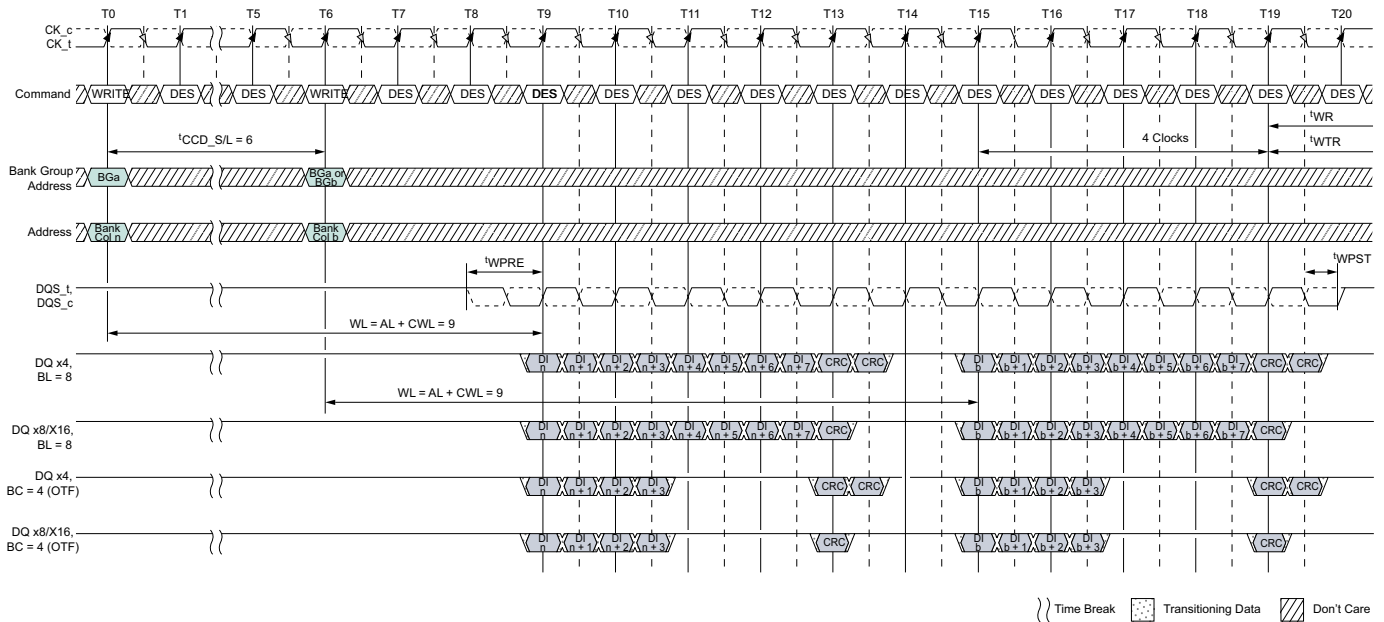 T0 T1 T5 T6 T7 T8 T9 T10 T11 T12 T13 T14 T15 T16 T17 T18 T19 T20
CK_c
CK_t
Command WRITE DES DES WRITE DES DES DES DES DES DES DES DES DES DES DES DES DES DES
tWR
tCCD_S/L = 6 4 Clocks tWTR
Bank Group
Address
BGa
BGa or
BGb
Address
Bank
Col n
Bank
Col b
tWPRE tWPST
DQS_t,
DQS_c
WL = AL + CWL = 9
DQ x4,
BL = 8
DI DI DI DI DI DI DI DI CRC CRC DI DI DI DI DI DI DI DI CRC CRC
n n + 1 n + 2 n + 3 n + 4 n + 5 n + 6 n + 7 b b + 1 b + 2 b + 3 b + 4 b + 5 b + 6 b + 7
WL = AL + CWL = 9
DQ x8/X16,
BL = 8
DI DI DI DI DI DI DI DI CRC DI DI DI DI DI DI DI DI CRC
n n + 1 n + 2 n + 3 n + 4 n + 5 n + 6 n + 7 b b + 1 b + 2 b + 3 b + 4 b + 5 b + 6 b + 7
DQ x4,
BC = 4 (OTF)
DI DI DI DI CRC CRC DI DI DI DI CRC CRC
n n + 1 n + 2 n + 3 b b + 1 b + 2 b + 3
DQ x8/X16,
BC = 4 (OTF)
DI DI DI DI CRC DI DI DI DI CRC
n n + 1 n + 2 n + 3 b b + 1 b + 2 b + 3
Time Break Transitioning Data Don't Care